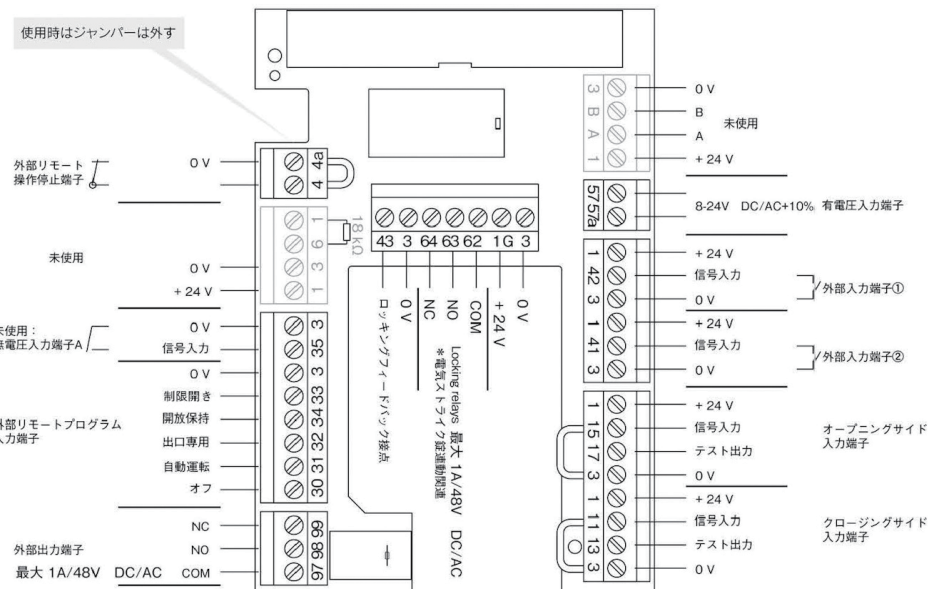 使用時はジャンパーは外す
外部リモート
操作停止端子
0 V
4a
4
未使用
0 V
+ 24 V
1
6
3
1
18 kΩ
未使用：
無電圧入力端子A
0 V
信号入力
3
35
外部リモートプログラム
入力端子
0 V
制限開き
開放保持
出口専用
自動運転
オフ
3
33
34
32
31
30
外部出力端子
最大 1A/48V DC/AC
NC
NO
COM
99
98
97
43 3 64 63 62 1G 3
ロッキングフィードバック接点
0 V
NC
NO
COM
+ 24 V
0 V
Locking relays 最大 1A/48V DC/AC
＊電気ストライク錠連動関連
3
B
A
1
0 V
B
A
+ 24 V
未使用
57
57a
8-24V DC/AC+10% 有電圧入力端子
1
42
3
+ 24 V
信号入力
0 V
外部入力端子①
1
41
3
+ 24 V
信号入力
0 V
外部入力端子②
1
15
17
3
+ 24 V
信号入力
テスト出力
0 V
オープニングサイド
入力端子
1
11
13
3
+ 24 V
信号入力
テスト出力
0 V
クロージングサイド
入力端子